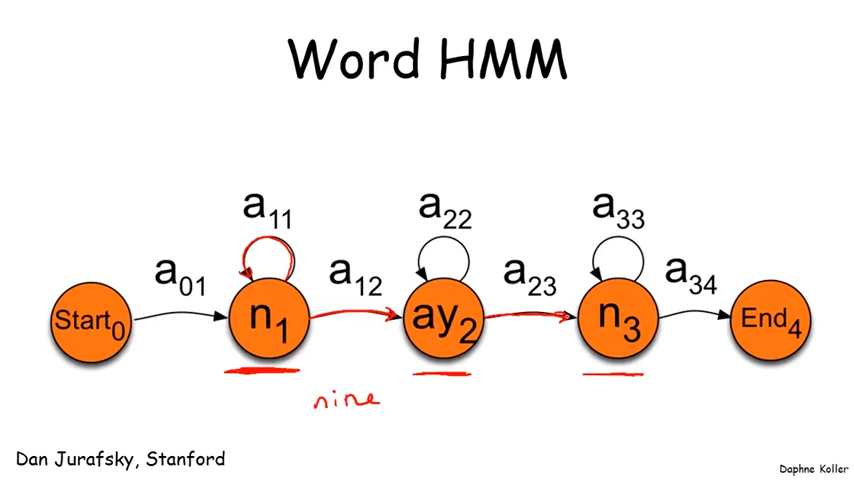 Word HMM
a11 a22 a33
a01 a12 a23 a34
Start0 n1 ay2 n3 End4
nine
Dan Jurafsky, Stanford
Daphne Koller